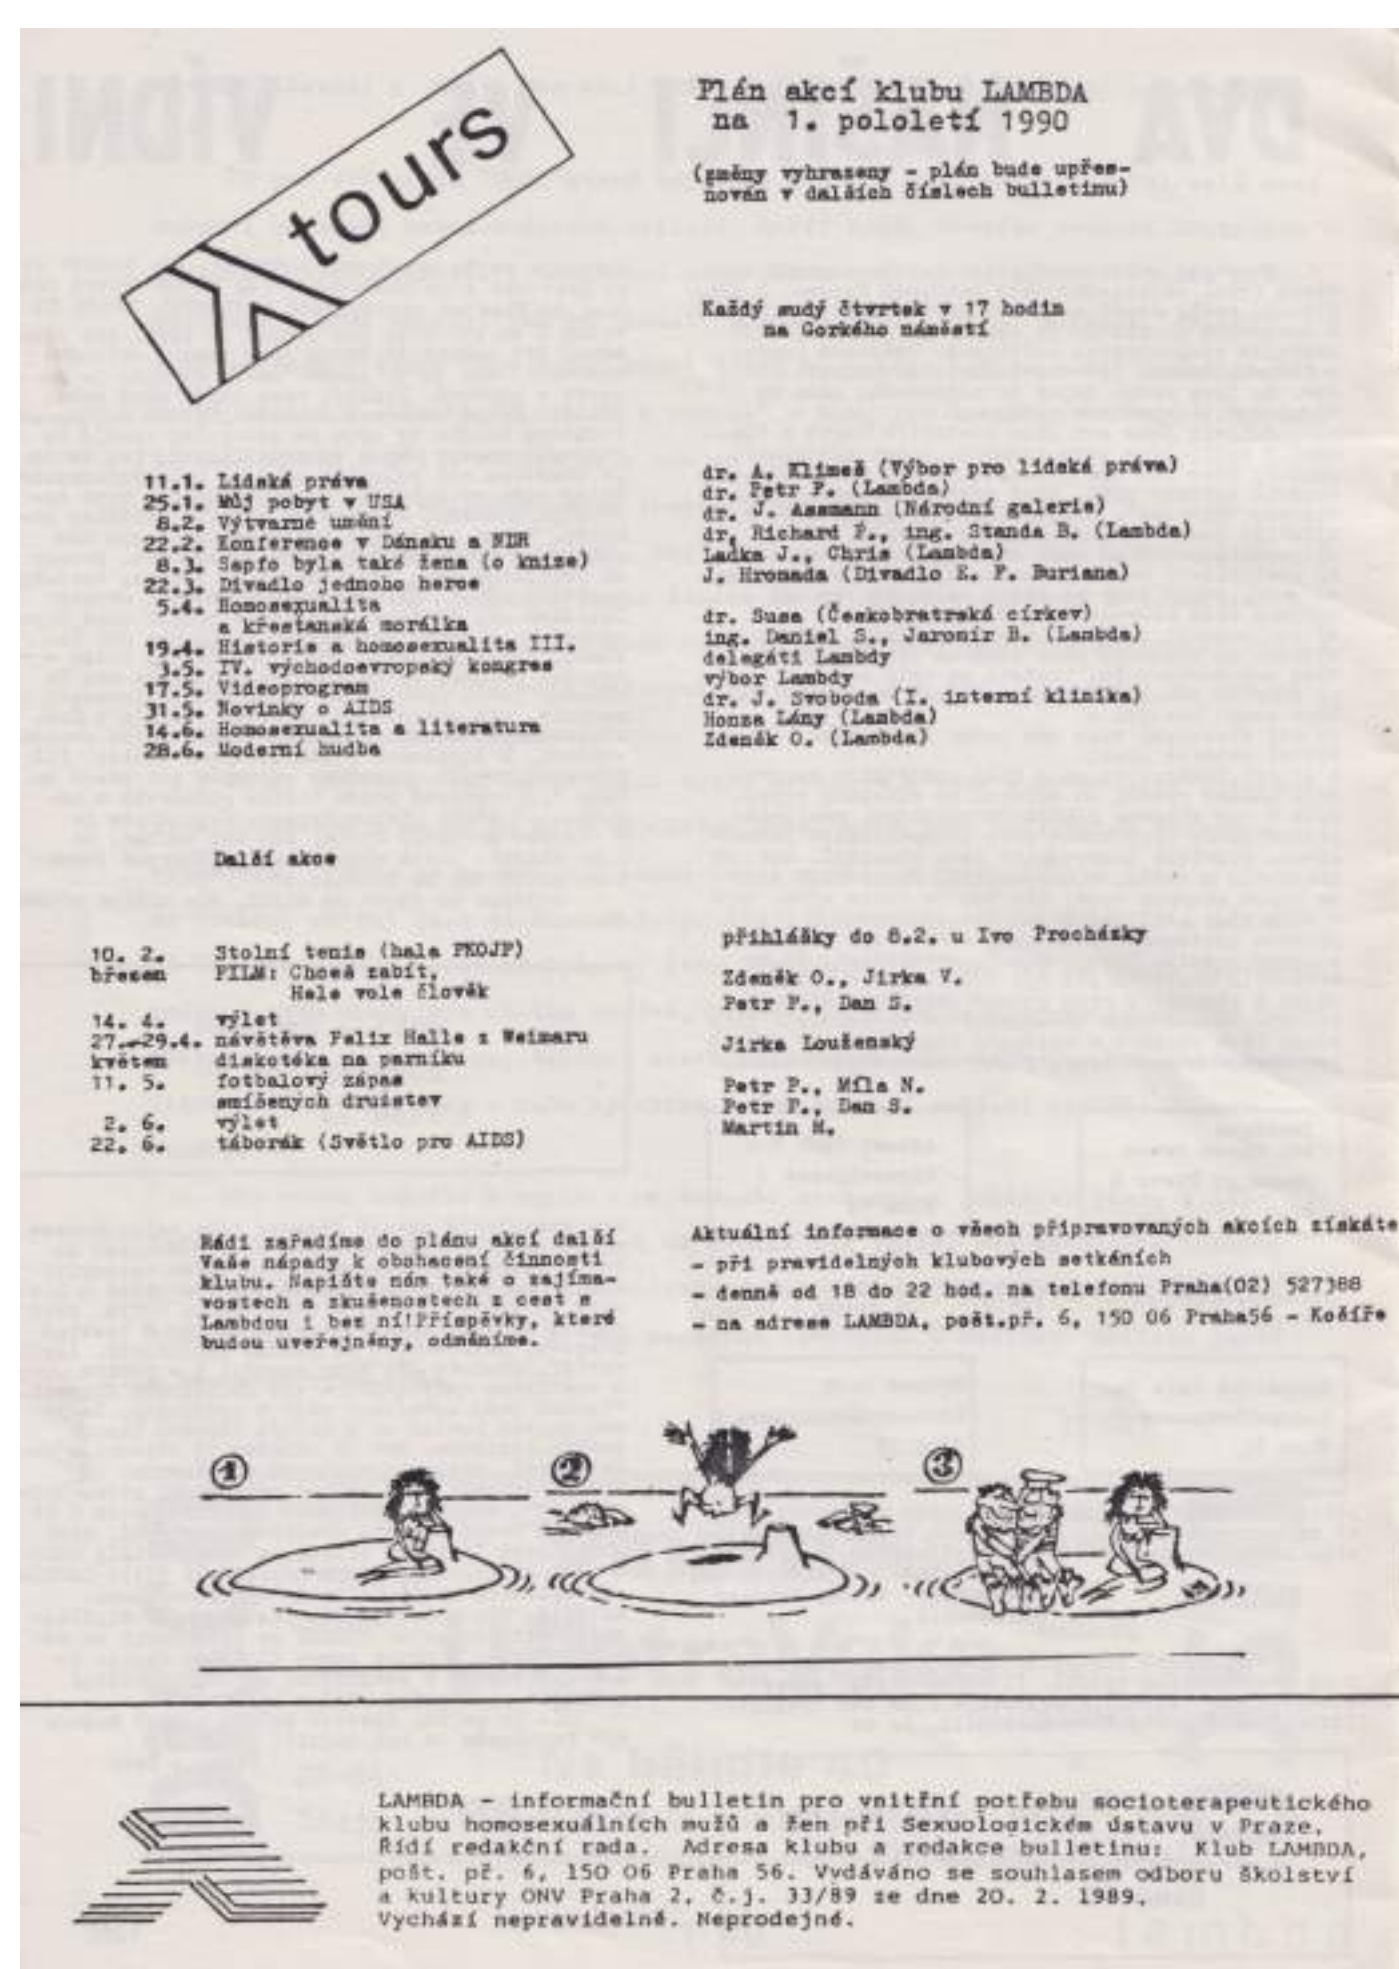 λ tours
Plán akcí klubu LAMBDA
na 1. pololetí 1990
(změny vyhrazeny - plán bude upřes-
nován v dalších číslech bulletinu)
Každý sudý čtvrtek v 17 hodin
na Gorkého náměstí
11.1. Lidská práva dr. A. Klimeš (Výbor pro lidská práva)
25.1. Můj pobyt v USA dr. Petr P. (Lambda)
8.2. Výtvarné umění dr. J. Assmann (Národní galerie)
22.2. Konference v Dánsku a NDR dr. Richard P., ing. Standa B. (Lambda)
8.3. Sapfo byla také žena (o knize) Laďka J., Chris (Lambda)
22.3. Divadlo jednoho herce J. Hromada (Divadlo E. F. Buriana)
5.4. Homosexualita
a křesťanská morálka dr. Susa (Českobratrská církev)
19.4. Historie a homosexualita III. ing. Daniel S., Jaromír B. (Lambda)
3.5. IV. východoevropský kongres delegáti Lambdy
17.5. Videoprogram výbor Lambdy
31.5. Novinky o AIDS dr. J. Svoboda (I. interní klinika)
14.6. Homosexualita a literatura Honza Lány (Lambda)
28.6. Moderní hudba Zdeněk O. (Lambda)
Další akce
10. 2. Stolní tenis (hala PKOJF) přihlášky do 8.2. u Ivo Procházky
březen FILM: Chceš zabít, Zdeněk O., Jirka V.
Hele vole člověk
14. 4. výlet Petr P., Dan S.
27.-29.4. návštěva Felix Halle z Weimaru
květen diskotéka na parníku Jirka Louženský
11. 5. fotbalový zápas
smíšených družstev Petr P., Míla N.
2. 6. výlet Petr P., Dan S.
22. 6. táborák (Světlo pro AIDS) Martin H.
Rádi zařadíme do plánu akcí další
Vaše nápady k obohacení činnosti
klubu. Napište nám také o zajíma-
vostech a zkušenostech z cest s
Lambdou i bez ní!Příspěvky, které
budou uveřejněny, odměníme.
Aktuální informace o všech připravovaných akcích získáte
- při pravidelných klubových setkáních
- denně od 18 do 22 hod. na telefonu Praha(02) 527388
- na adrese LAMBDA, pošt.př. 6, 150 06 Praha56 - Košíře
1
2
3
LAMBDA - informační bulletin pro vnitřní potřebu socioterapeutického
klubu homosexuálních mužů a žen při Sexuologickém ústavu v Praze.
Řídí redakční rada. Adresa klubu a redakce bulletinu: Klub LAMBDA,
pošt. př. 6, 150 06 Praha 56. Vydáváno se souhlasem odboru školství
a kultury ONV Praha 2, č.j. 33/89 ze dne 20. 2. 1989.
Vychází nepravidelně. Neprodejné.